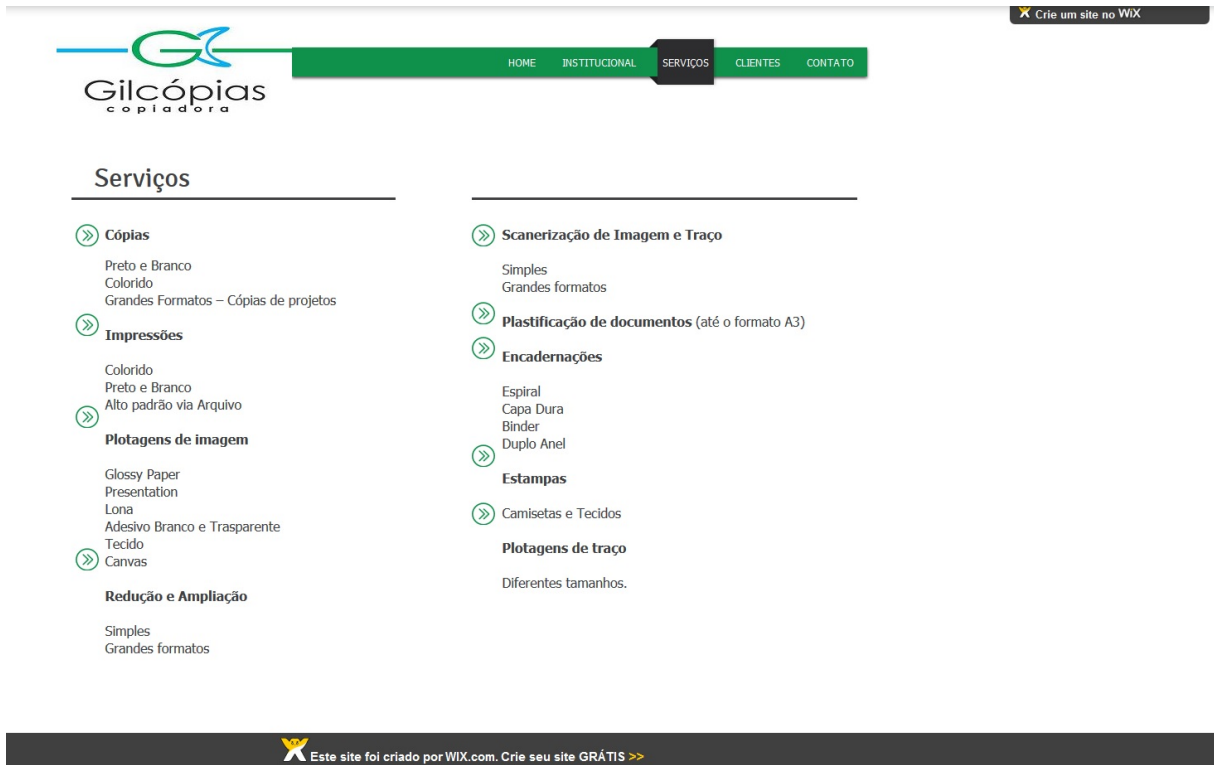 Crie um site no WiX
Gilcópias
copiadora
HOME INSTITUCIONAL SERVIÇOS CLIENTES CONTATO
Serviços
Cópias
Preto e Branco
Colorido
Grandes Formatos – Cópias de projetos
Impressões
Colorido
Preto e Branco
Alto padrão via Arquivo
Plotagens de imagem
Glossy Paper
Presentation
Lona
Adesivo Branco e Trasparente
Tecido
Canvas
Redução e Ampliação
Simples
Grandes formatos
Scanerização de Imagem e Traço
Simples
Grandes formatos
Plastificação de documentos (até o formato A3)
Encadernações
Espiral
Capa Dura
Binder
Duplo Anel
Estampas
Camisetas e Tecidos
Plotagens de traço
Diferentes tamanhos.
Este site foi criado por WIX.com. Crie seu site GRÁTIS >>